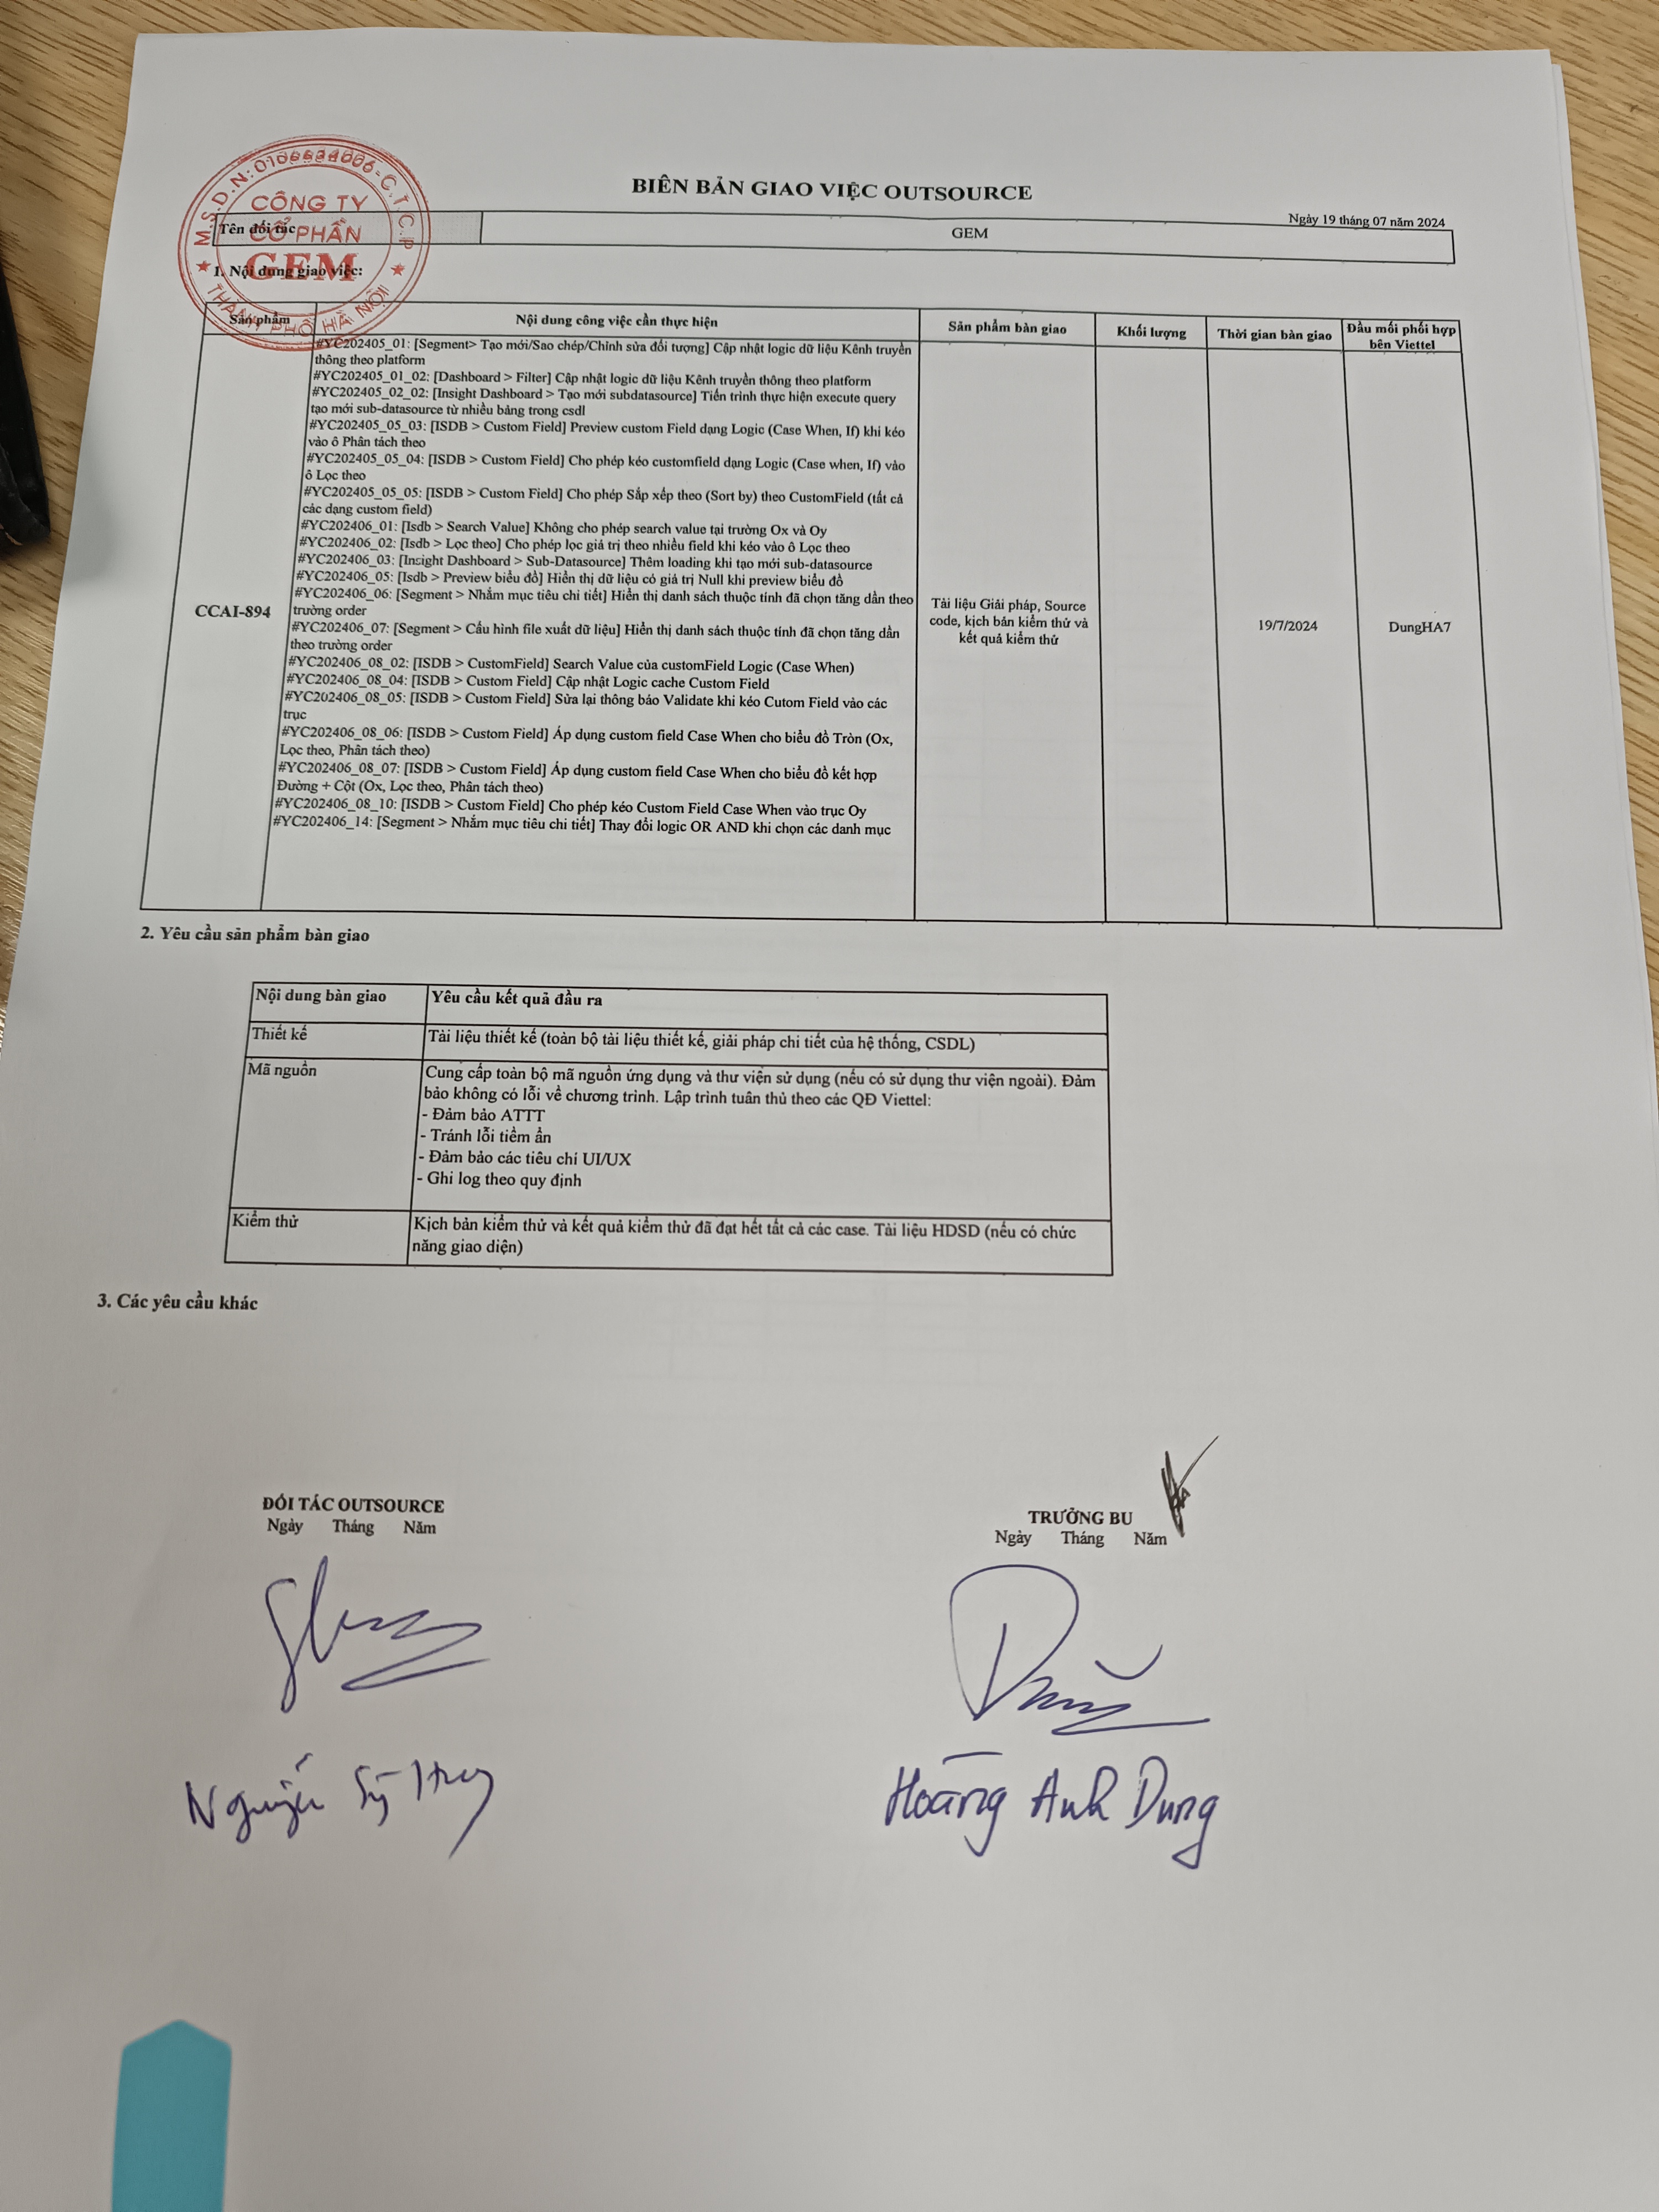 M.S.D.N: C.T.C.P
CÔNG TY
CỔ PHẦN
GEM
THÀNH PHỐ HÀ NỘI
BIÊN BẢN GIAO VIỆC OUTSOURCE
Ngày 19 tháng 07 năm 2024
Tên đối tác GEM
1. Nội dung giao việc:
Sản phẩm Nội dung công việc cần thực hiện Sản phẩm bàn giao Khối lượng Thời gian bàn giao Đầu mối phối hợp
bên Viettel
#YC202405_01: [Segment> Tạo mới/Sao chép/Chỉnh sửa đối tượng] Cập nhật logic dữ liệu Kênh truyền
thông theo platform
#YC202405_01_02: [Dashboard > Filter] Cập nhật logic dữ liệu Kênh truyền thông theo platform
#YC202405_02_02: [Insight Dashboard > Tạo mới subdatasource] Tiến trình thực hiện execute query
tạo mới sub-datasource từ nhiều bảng trong csdl
#YC202405_05_03: [ISDB > Custom Field] Preview custom Field dạng Logic (Case When, If) khi kéo
vào ô Phân tách theo
#YC202405_05_04: [ISDB > Custom Field] Cho phép kéo customfield dạng Logic (Case when, If) vào
ô Lọc theo
#YC202405_05_05: [ISDB > Custom Field] Cho phép Sắp xếp theo (Sort by) theo CustomField (tất cả
các dạng custom field)
#YC202406_01: [Isdb > Search Value] Không cho phép search value tại trường Ox và Oy
#YC202406_02: [Isdb > Lọc theo] Cho phép lọc giá trị theo nhiều field khi kéo vào ô Lọc theo
#YC202406_03: [Insight Dashboard > Sub-Datasource] Thêm loading khi tạo mới sub-datasource
#YC202406_05: [Isdb > Preview biểu đồ] Hiển thị dữ liệu có giá trị Null khi preview biểu đồ
#YC202406_06: [Segment > Nhắm mục tiêu chi tiết] Hiển thị danh sách thuộc tính đã chọn tăng dần theo
trường order
#YC202406_07: [Segment > Cấu hình file xuất dữ liệu] Hiển thị danh sách thuộc tính đã chọn tăng dần
theo trường order
#YC202406_08_02: [ISDB > CustomField] Search Value của customField Logic (Case When)
#YC202406_08_04: [ISDB > Custom Field] Cập nhật Logic cache Custom Field
#YC202406_08_05: [ISDB > Custom Field] Sửa lại thông báo Validate khi kéo Cutom Field vào các
trục
#YC202406_08_06: [ISDB > Custom Field] Áp dụng custom field Case When cho biểu đồ Tròn (Ox,
Lọc theo, Phân tách theo)
#YC202406_08_07: [ISDB > Custom Field] Áp dụng custom field Case When cho biểu đồ kết hợp
Đường + Cột (Ox, Lọc theo, Phân tách theo)
#YC202406_08_10: [ISDB > Custom Field] Cho phép kéo Custom Field Case When vào trục Oy
#YC202406_14: [Segment > Nhắm mục tiêu chi tiết] Thay đổi logic OR AND khi chọn các danh mục
CCAI-894
Tài liệu Giải pháp, Source
code, kịch bản kiểm thử và
kết quả kiểm thử
19/7/2024
DungHA7
2. Yêu cầu sản phẩm bàn giao
Nội dung bàn giao Yêu cầu kết quả đầu ra
Thiết kế Tài liệu thiết kế (toàn bộ tài liệu thiết kế, giải pháp chi tiết của hệ thống, CSDL)
Mã nguồn Cung cấp toàn bộ mã nguồn ứng dụng và thư viện sử dụng (nếu có sử dụng thư viện ngoài). Đảm
bảo không có lỗi về chương trình. Lập trình tuân thủ theo các QĐ Viettel:
- Đảm bảo ATTT
- Tránh lỗi tiềm ẩn
- Đảm bảo các tiêu chí UI/UX
- Ghi log theo quy định
Kiểm thử Kịch bản kiểm thử và kết quả kiểm thử đã đạt hết tất cả các case. Tài liệu HDSD (nếu có chức
năng giao diện)
3. Các yêu cầu khác
ĐỐI TÁC OUTSOURCE
Ngày Tháng Năm
TRƯỞNG BU
Ngày Tháng Năm
Nguyễn Sỹ
Hoàng Anh Dung